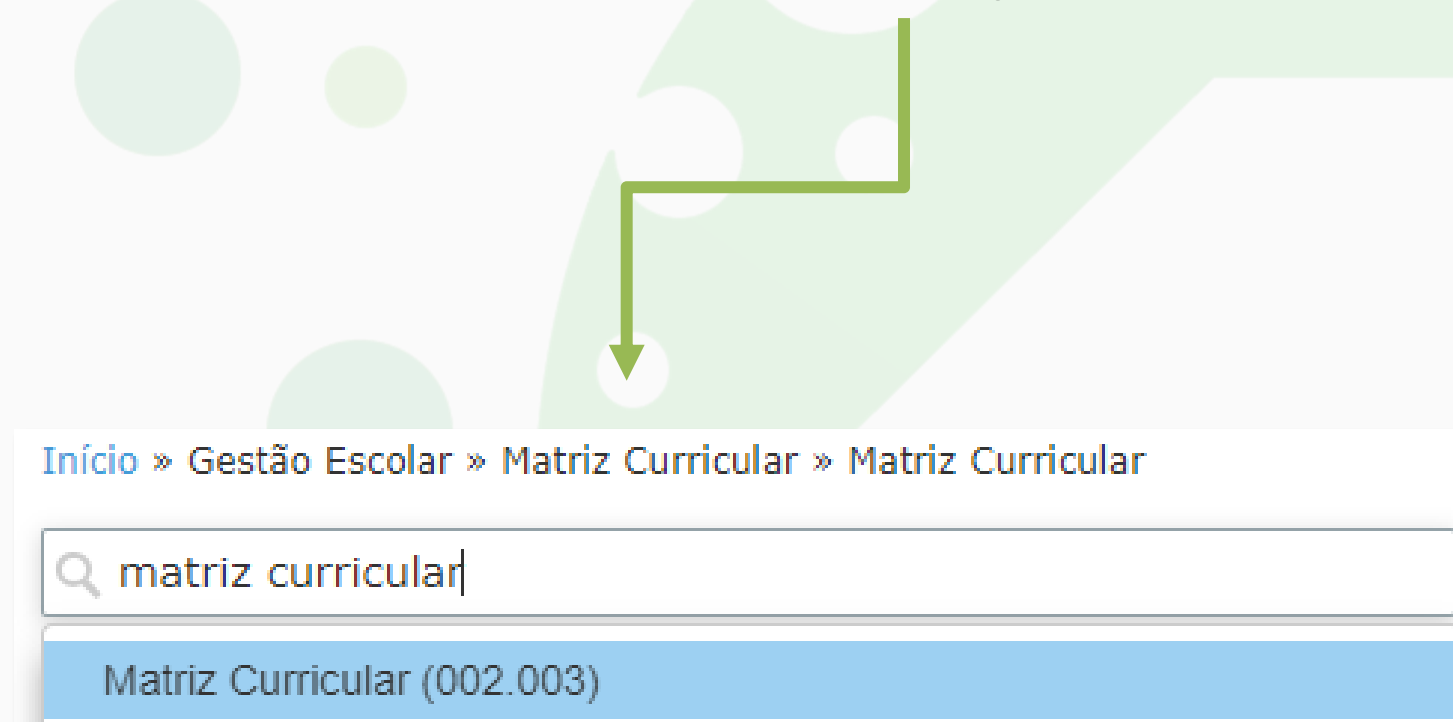 Início » Gestão Escolar » Matriz Curricular » Matriz Curricular
matriz curricular
Matriz Curricular (002.003)